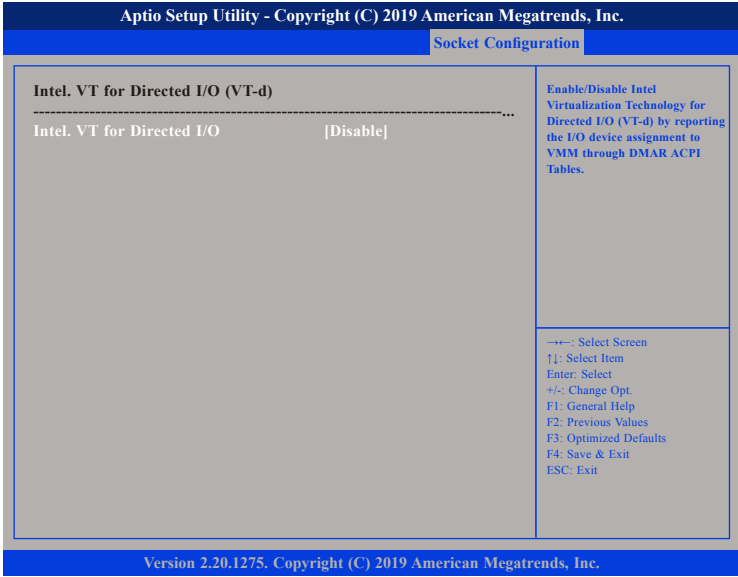 Aptio Setup Utility - Copyright (C) 2019 American Megatrends, Inc.
Socket Configuration
Intel. VT for Directed I/O (VT-d)
--------------------------------------------------------------------------------...
Intel. VT for Directed I/O [Disable]
Enable/Disable Intel
Virtualization Technology for
Directed I/O (VT-d) by reporting
the I/O device assignment to
VMM through DMAR ACPI
Tables.
→←: Select Screen
↑↓: Select Item
Enter: Select
+/-: Change Opt.
F1: General Help
F2: Previous Values
F3: Optimized Defaults
F4: Save & Exit
ESC: Exit
Version 2.20.1275. Copyright (C) 2019 American Megatrends, Inc.